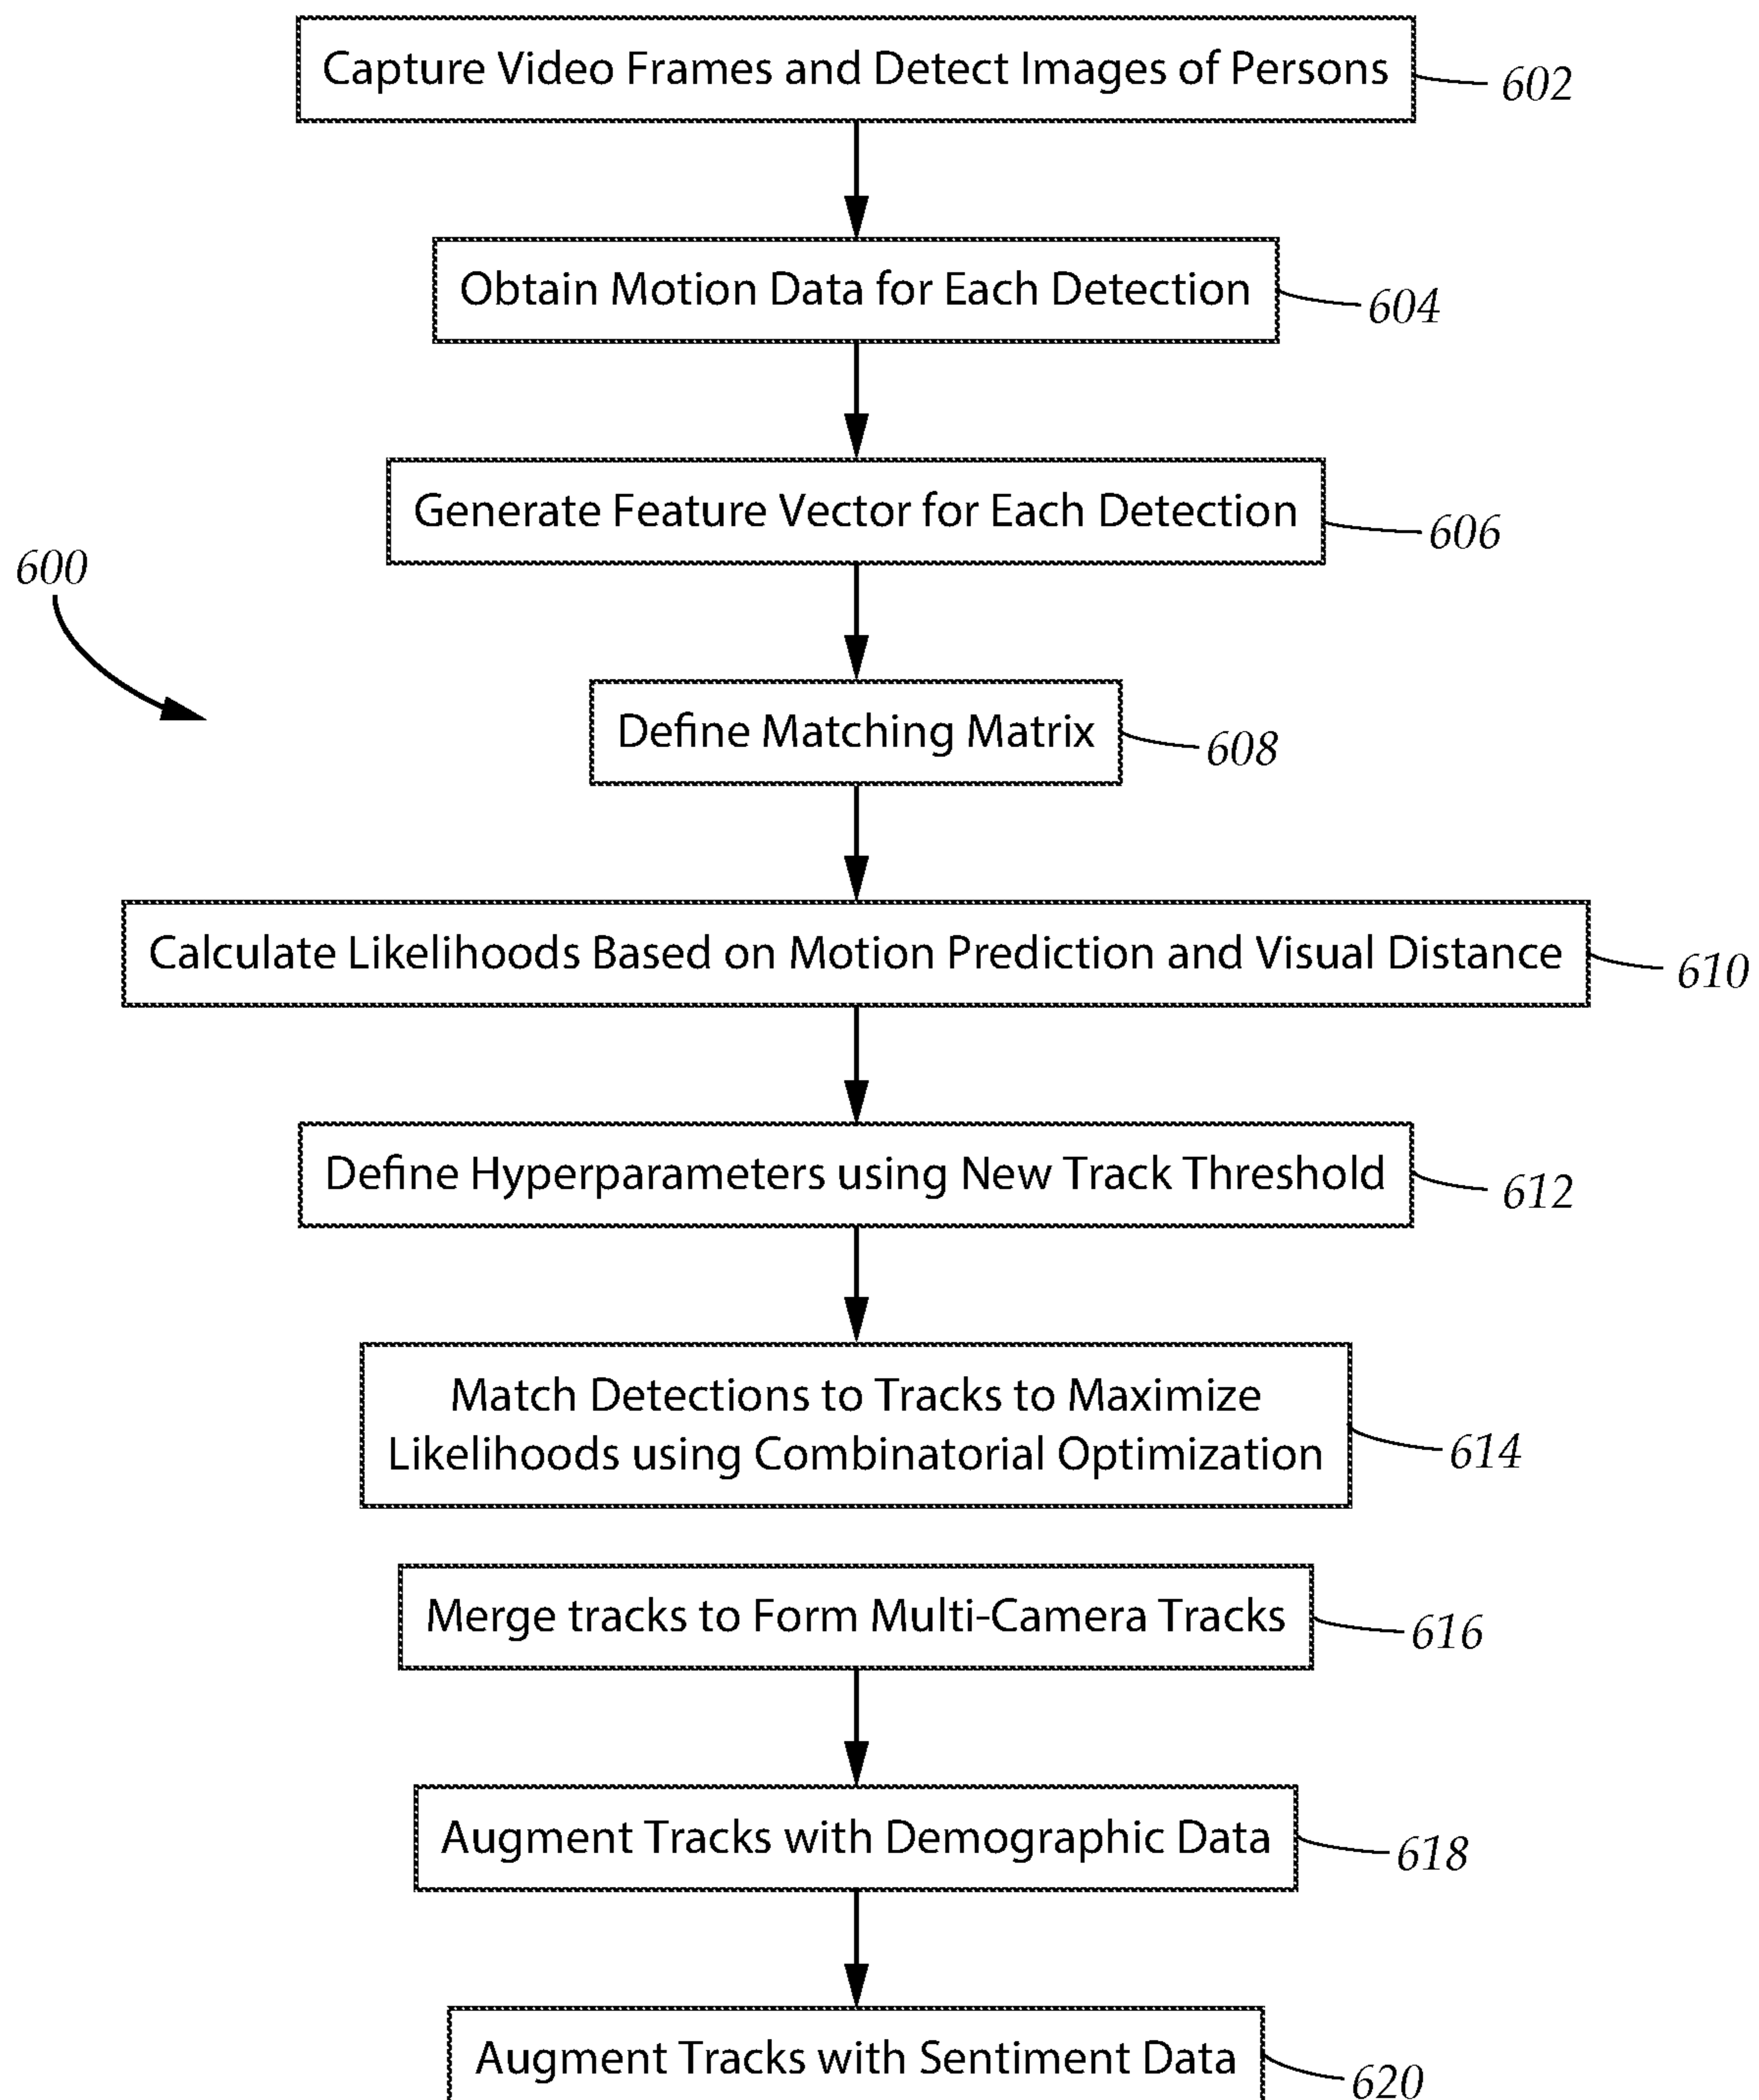 Capture Video Frames and Detect Images of Persons
602
Obtain Motion Data for Each Detection
604
Generate Feature Vector for Each Detection
606
600
Define Matching Matrix
608
Calculate Likelihoods Based on Motion Prediction and Visual Distance
610
Define Hyperparameters using New Track Threshold
612
Match Detections to Tracks to Maximize
Likelihoods using Combinatorial Optimization
614
Merge tracks to Form Multi-Camera Tracks
616
Augment Tracks with Demographic Data
618
Augment Tracks with Sentiment Data
620